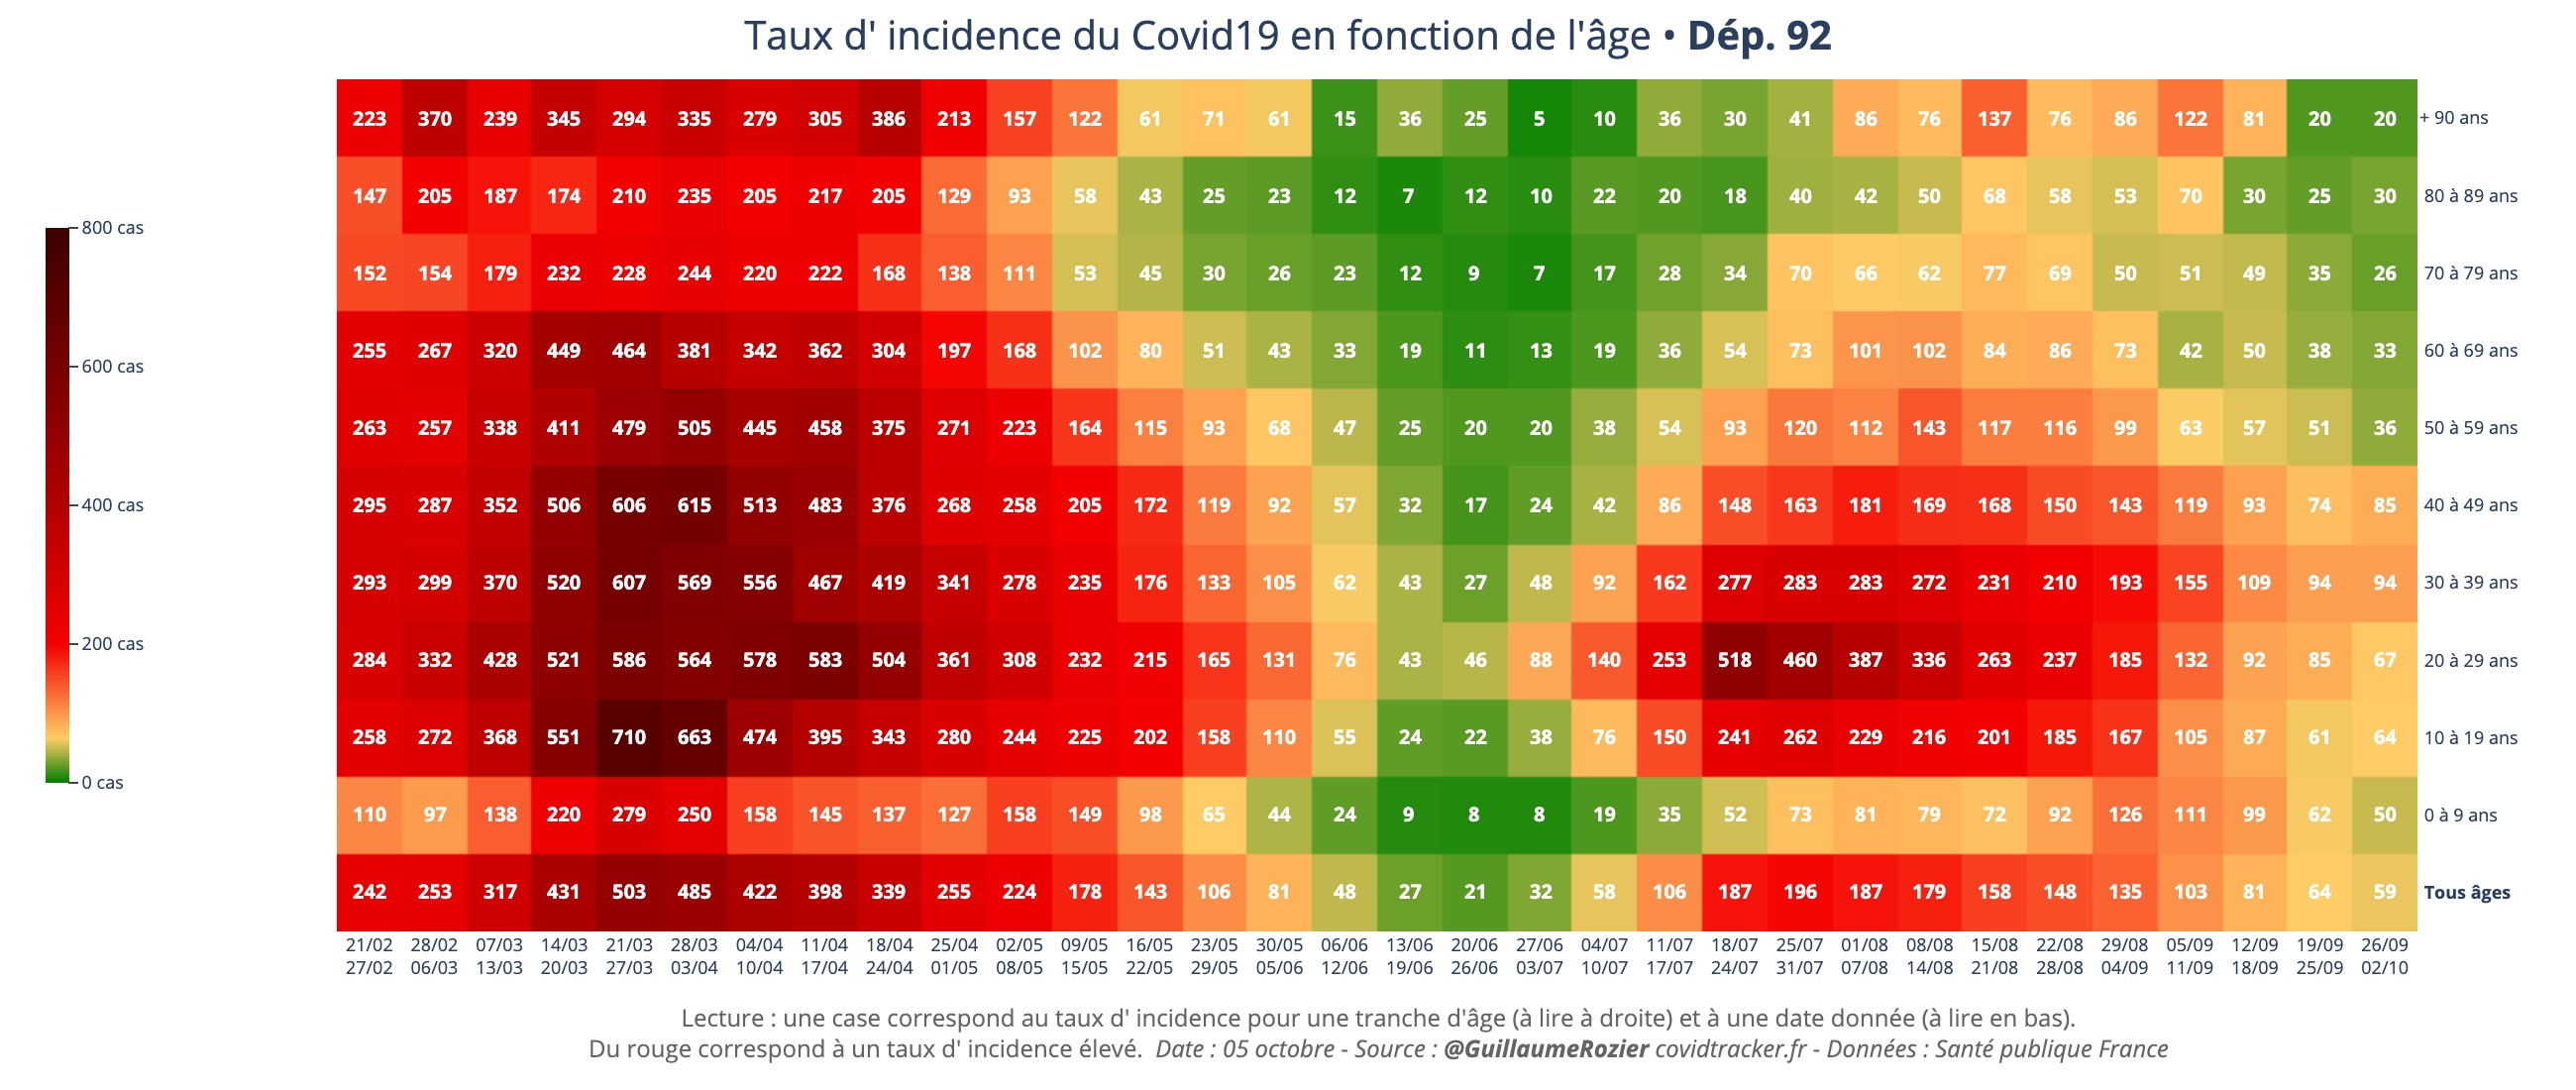 Taux d' incidence du Covid19 en fonction de l'âge • Dép. 92
800 cas
600 cas
400 cas
200 cas
0 cas
223 370 239 345 294 335 279 305 386 213 157 122 61 71 61 15 36 25 5 10 36 30 41 86 76 137 76 86 122 81 20 20 + 90 ans
147 205 187 174 210 235 205 217 205 129 93 58 43 25 23 12 7 12 10 22 20 18 40 42 50 68 58 53 70 30 25 30 80 à 89 ans
152 154 179 232 228 244 220 222 168 138 111 53 45 30 26 23 12 9 7 17 28 34 70 66 62 77 69 50 51 49 35 26 70 à 79 ans
255 267 320 449 464 381 342 362 304 197 168 102 80 51 43 33 19 11 13 19 36 54 73 101 102 84 86 73 42 50 38 33 60 à 69 ans
263 257 338 411 479 505 445 458 375 271 223 164 115 93 68 47 25 20 20 38 54 93 120 112 143 117 116 99 63 57 51 36 50 à 59 ans
295 287 352 506 606 615 513 483 376 268 258 205 172 119 92 57 32 17 24 42 86 148 163 181 169 168 150 143 119 93 74 85 40 à 49 ans
293 299 370 520 607 569 556 467 419 341 278 235 176 133 105 62 43 27 48 92 162 277 283 283 272 231 210 193 155 109 94 94 30 à 39 ans
284 332 428 521 586 564 578 583 504 361 308 232 215 165 131 76 43 46 88 140 253 518 460 387 336 263 237 185 132 92 85 67 20 à 29 ans
258 272 368 551 710 663 474 395 343 280 244 225 202 158 110 55 24 22 38 76 150 241 262 229 216 201 185 167 105 87 61 64 10 à 19 ans
110 97 138 220 279 250 158 145 137 127 158 149 98 65 44 24 9 8 8 19 35 52 73 81 79 72 92 126 111 99 62 50 0 à 9 ans
242 253 317 431 503 485 422 398 339 255 224 178 143 106 81 48 27 21 32 58 106 187 196 187 179 158 148 135 103 81 64 59 Tous âges
21/02 28/02 07/03 14/03 21/03 28/03 04/04 11/04 18/04 25/04 02/05 09/05 16/05 23/05 30/05 06/06 13/06 20/06 27/06 04/07 11/07 18/07 25/07 01/08 08/08 15/08 22/08 29/08 05/09 12/09 19/09 26/09
27/02 06/03 13/03 20/03 27/03 03/04 10/04 17/04 24/04 01/05 08/05 15/05 22/05 29/05 05/06 12/06 19/06 26/06 03/07 10/07 17/07 24/07 31/07 07/08 14/08 21/08 28/08 04/09 11/09 18/09 25/09 02/10
Lecture : une case correspond au taux d' incidence pour une tranche d'âge (à lire à droite) et à une date donnée (à lire en bas).
Du rouge correspond à un taux d' incidence élevé. Date : 05 octobre - Source : @GuillaumeRozier covidtracker.fr - Données : Santé publique France